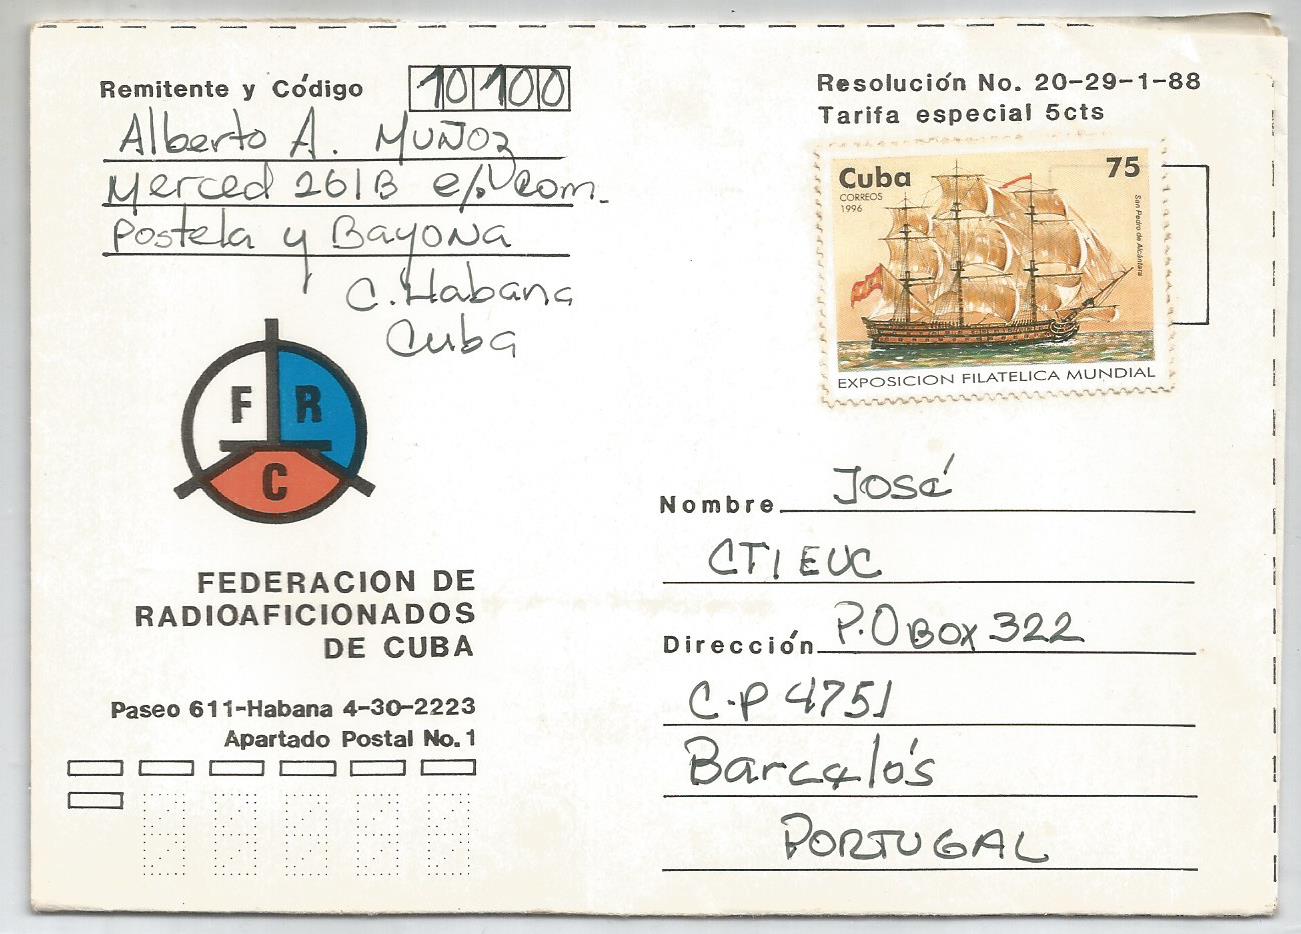 Remitente y Código 10100
Alberto A. MUÑOZ
Merced 261B e/. Com-
postela y Bayona
C. Habana
Cuba
F R
C
FEDERACION DE
RADIOAFICIONADOS
DE CUBA
Paseo 611-Habana 4-30-2223
Apartado Postal No. 1
Resolución No. 20-29-1-88
Tarifa especial 5cts
Cuba 75
CORREOS
1996
San Pedro de Alcántara
EXPOSICION FILATELICA MUNDIAL
Nombre José
CT1EUC
Dirección P.O BOX 322
C.P 4751
Barcelós
PORTUGAL